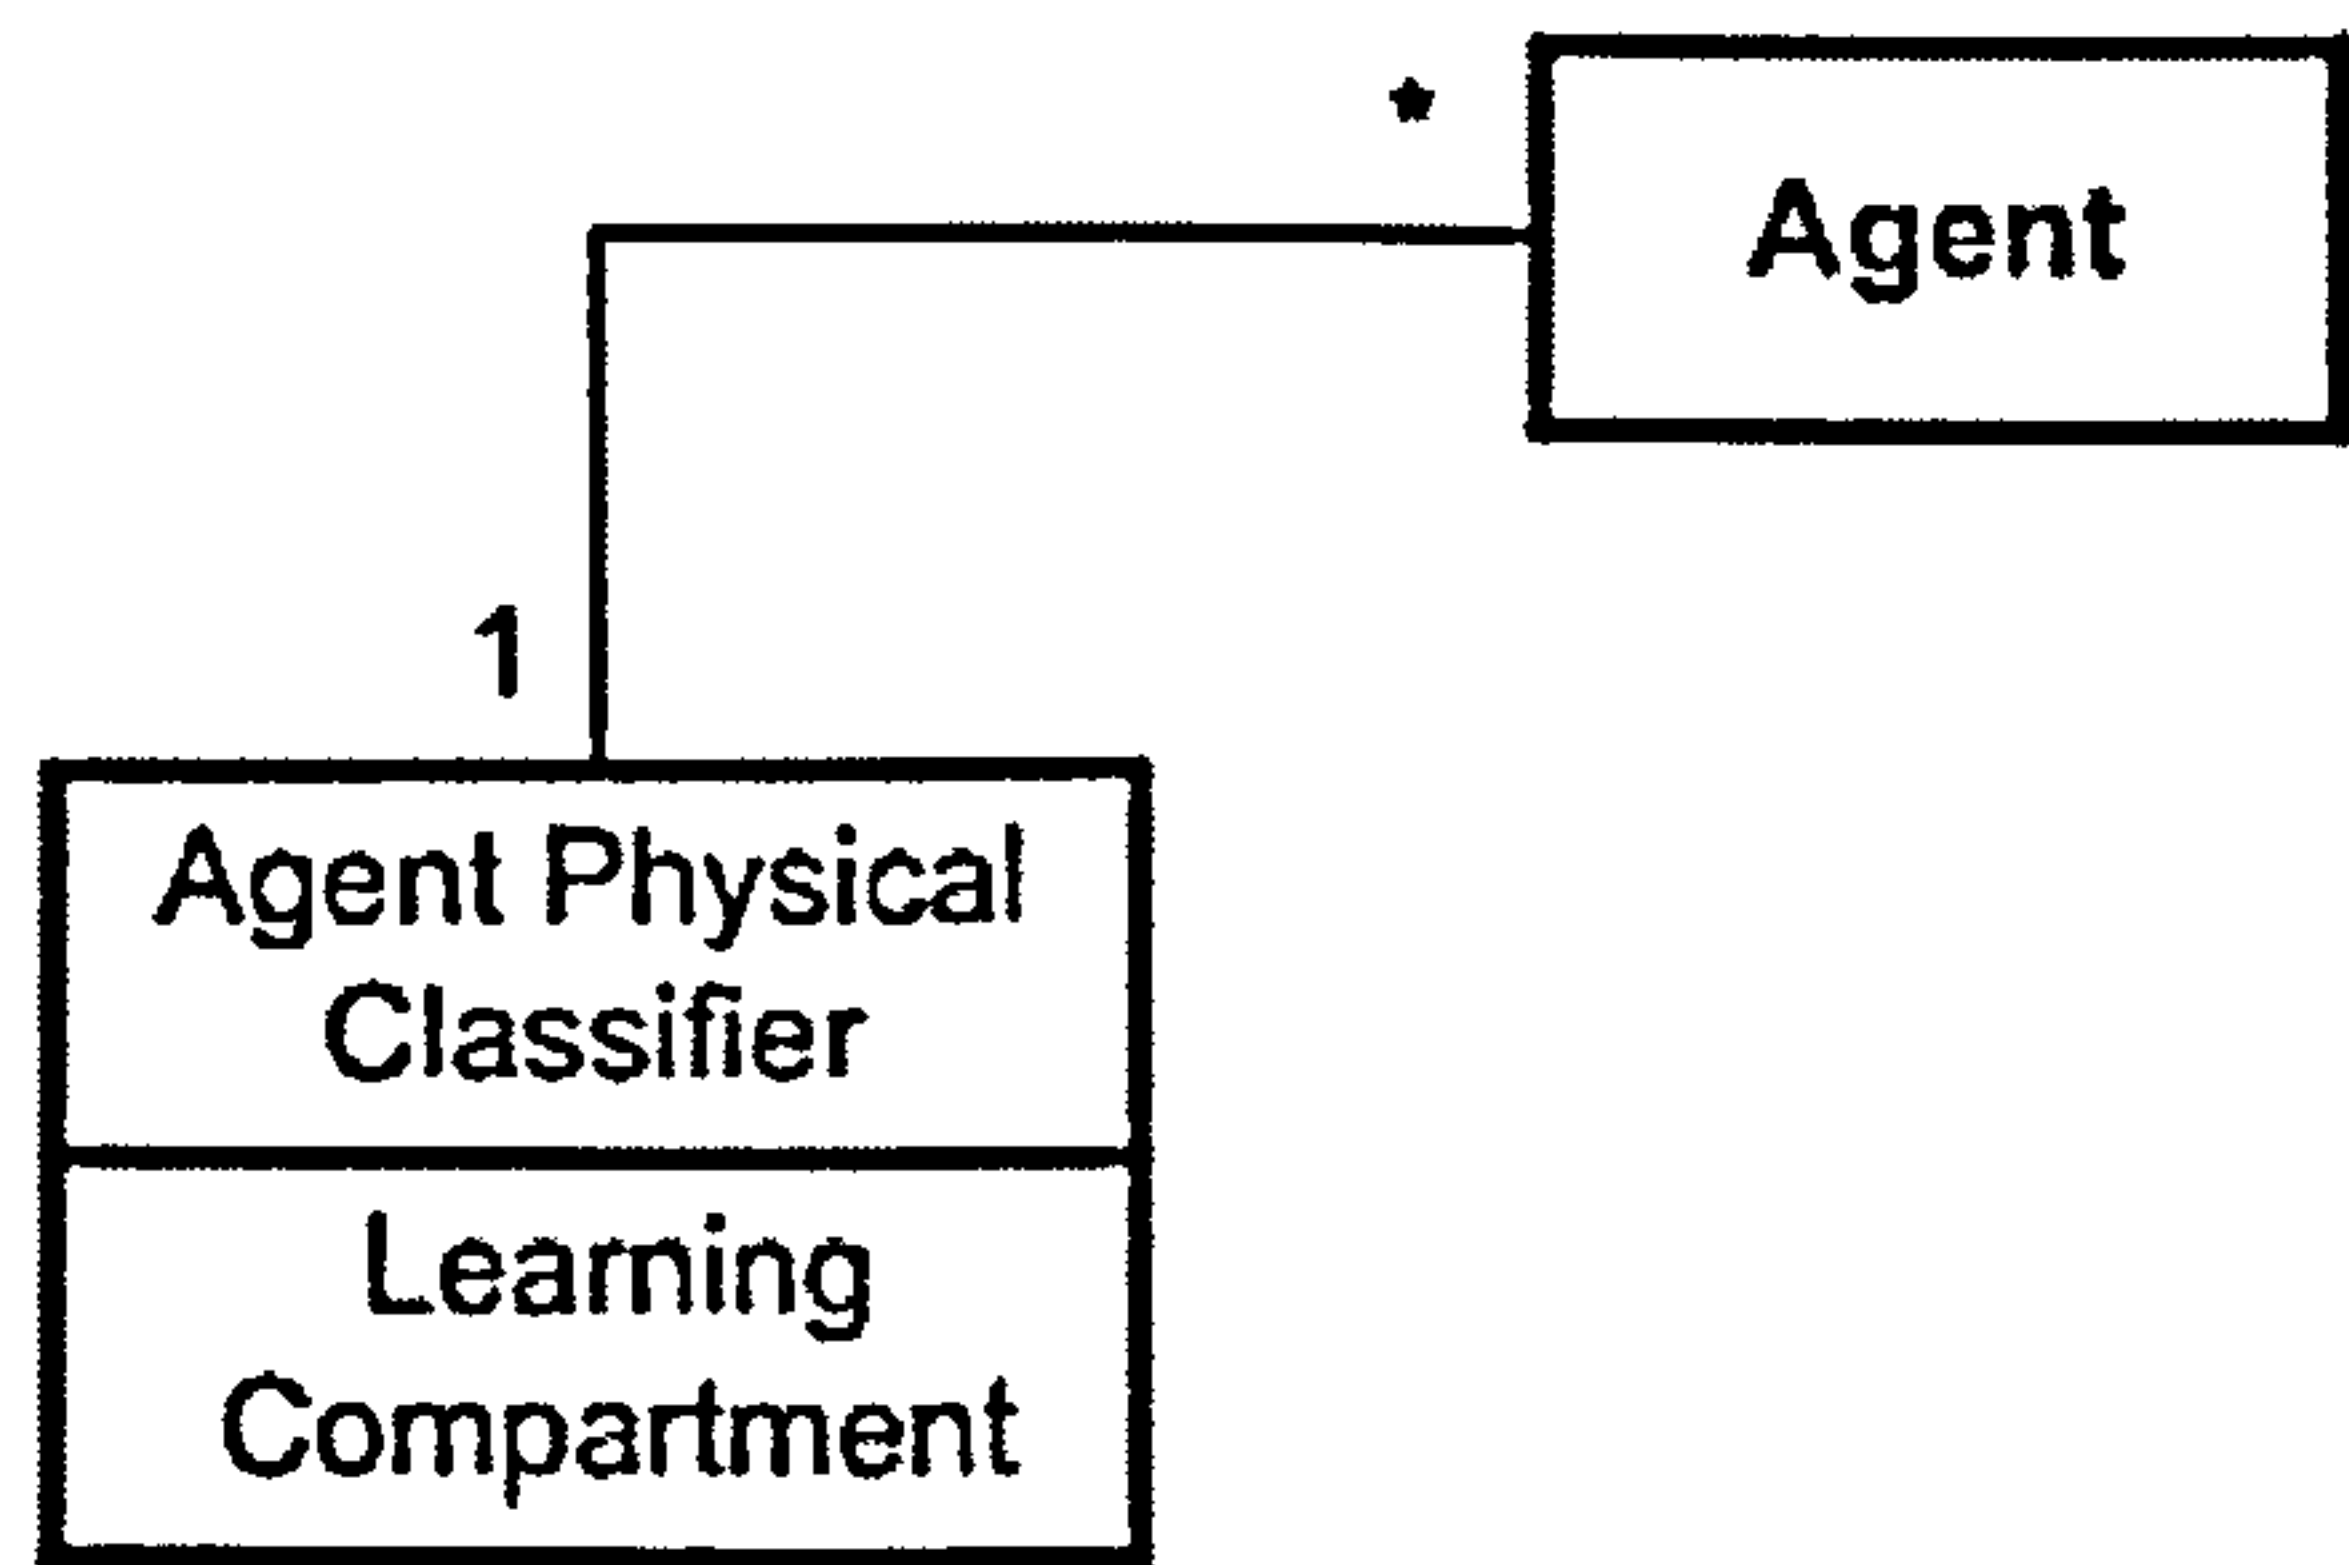 *
Agent
1
Agent Physical
Classifier
Learning
Compartment